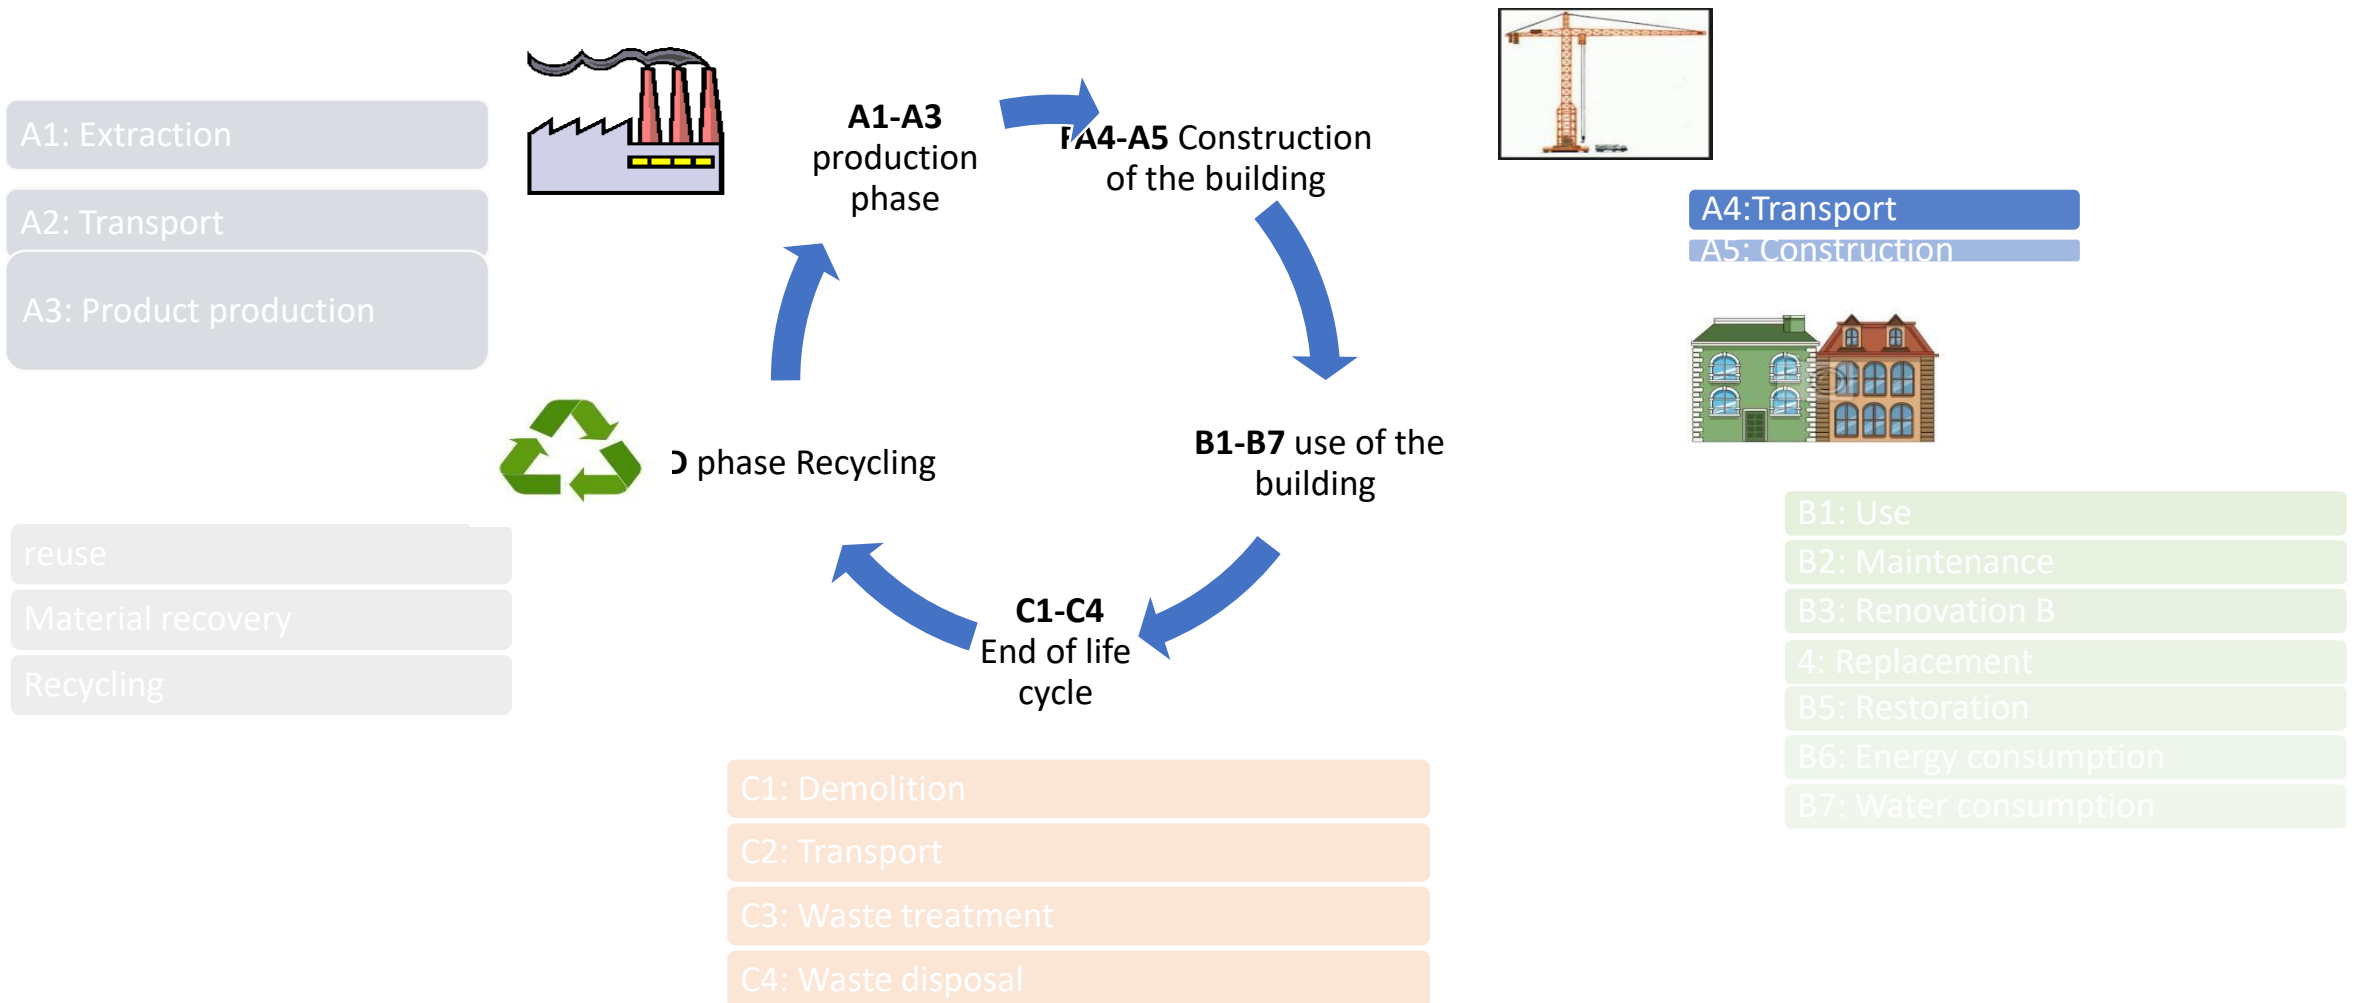 A1: Extraction
A2: Transport
A3: Product production
A1-A3
production
phase
A4-A5 Construction
of the building
A4:Transport
A5: Construction
B1-B7 use of the
building
B1: Use
B2: Maintenance
B3: Renovation B
4: Replacement
B5: Restoration
B6: Energy consumption
B7: Water consumption
C1-C4
End of life
cycle
C1: Demolition
C2: Transport
C3: Waste treatment
C4: Waste disposal
D phase Recycling
reuse
Material recovery
Recycling